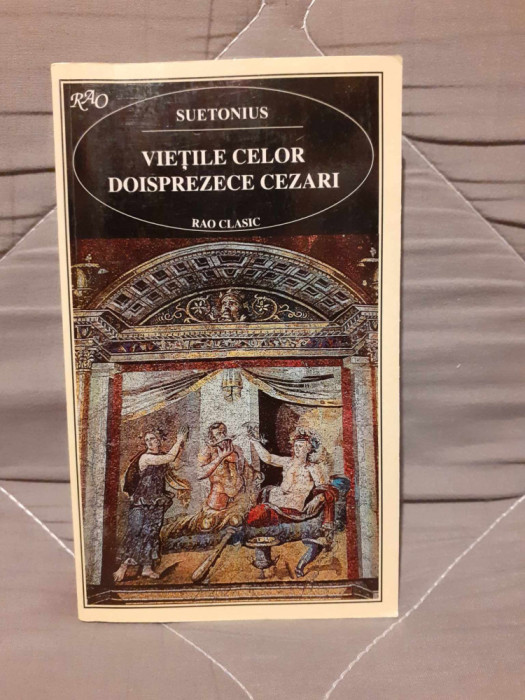 RAO
SUETONIUS
VIEȚILE CELOR
DOISPREZECE CEZARI
RAO CLASIC